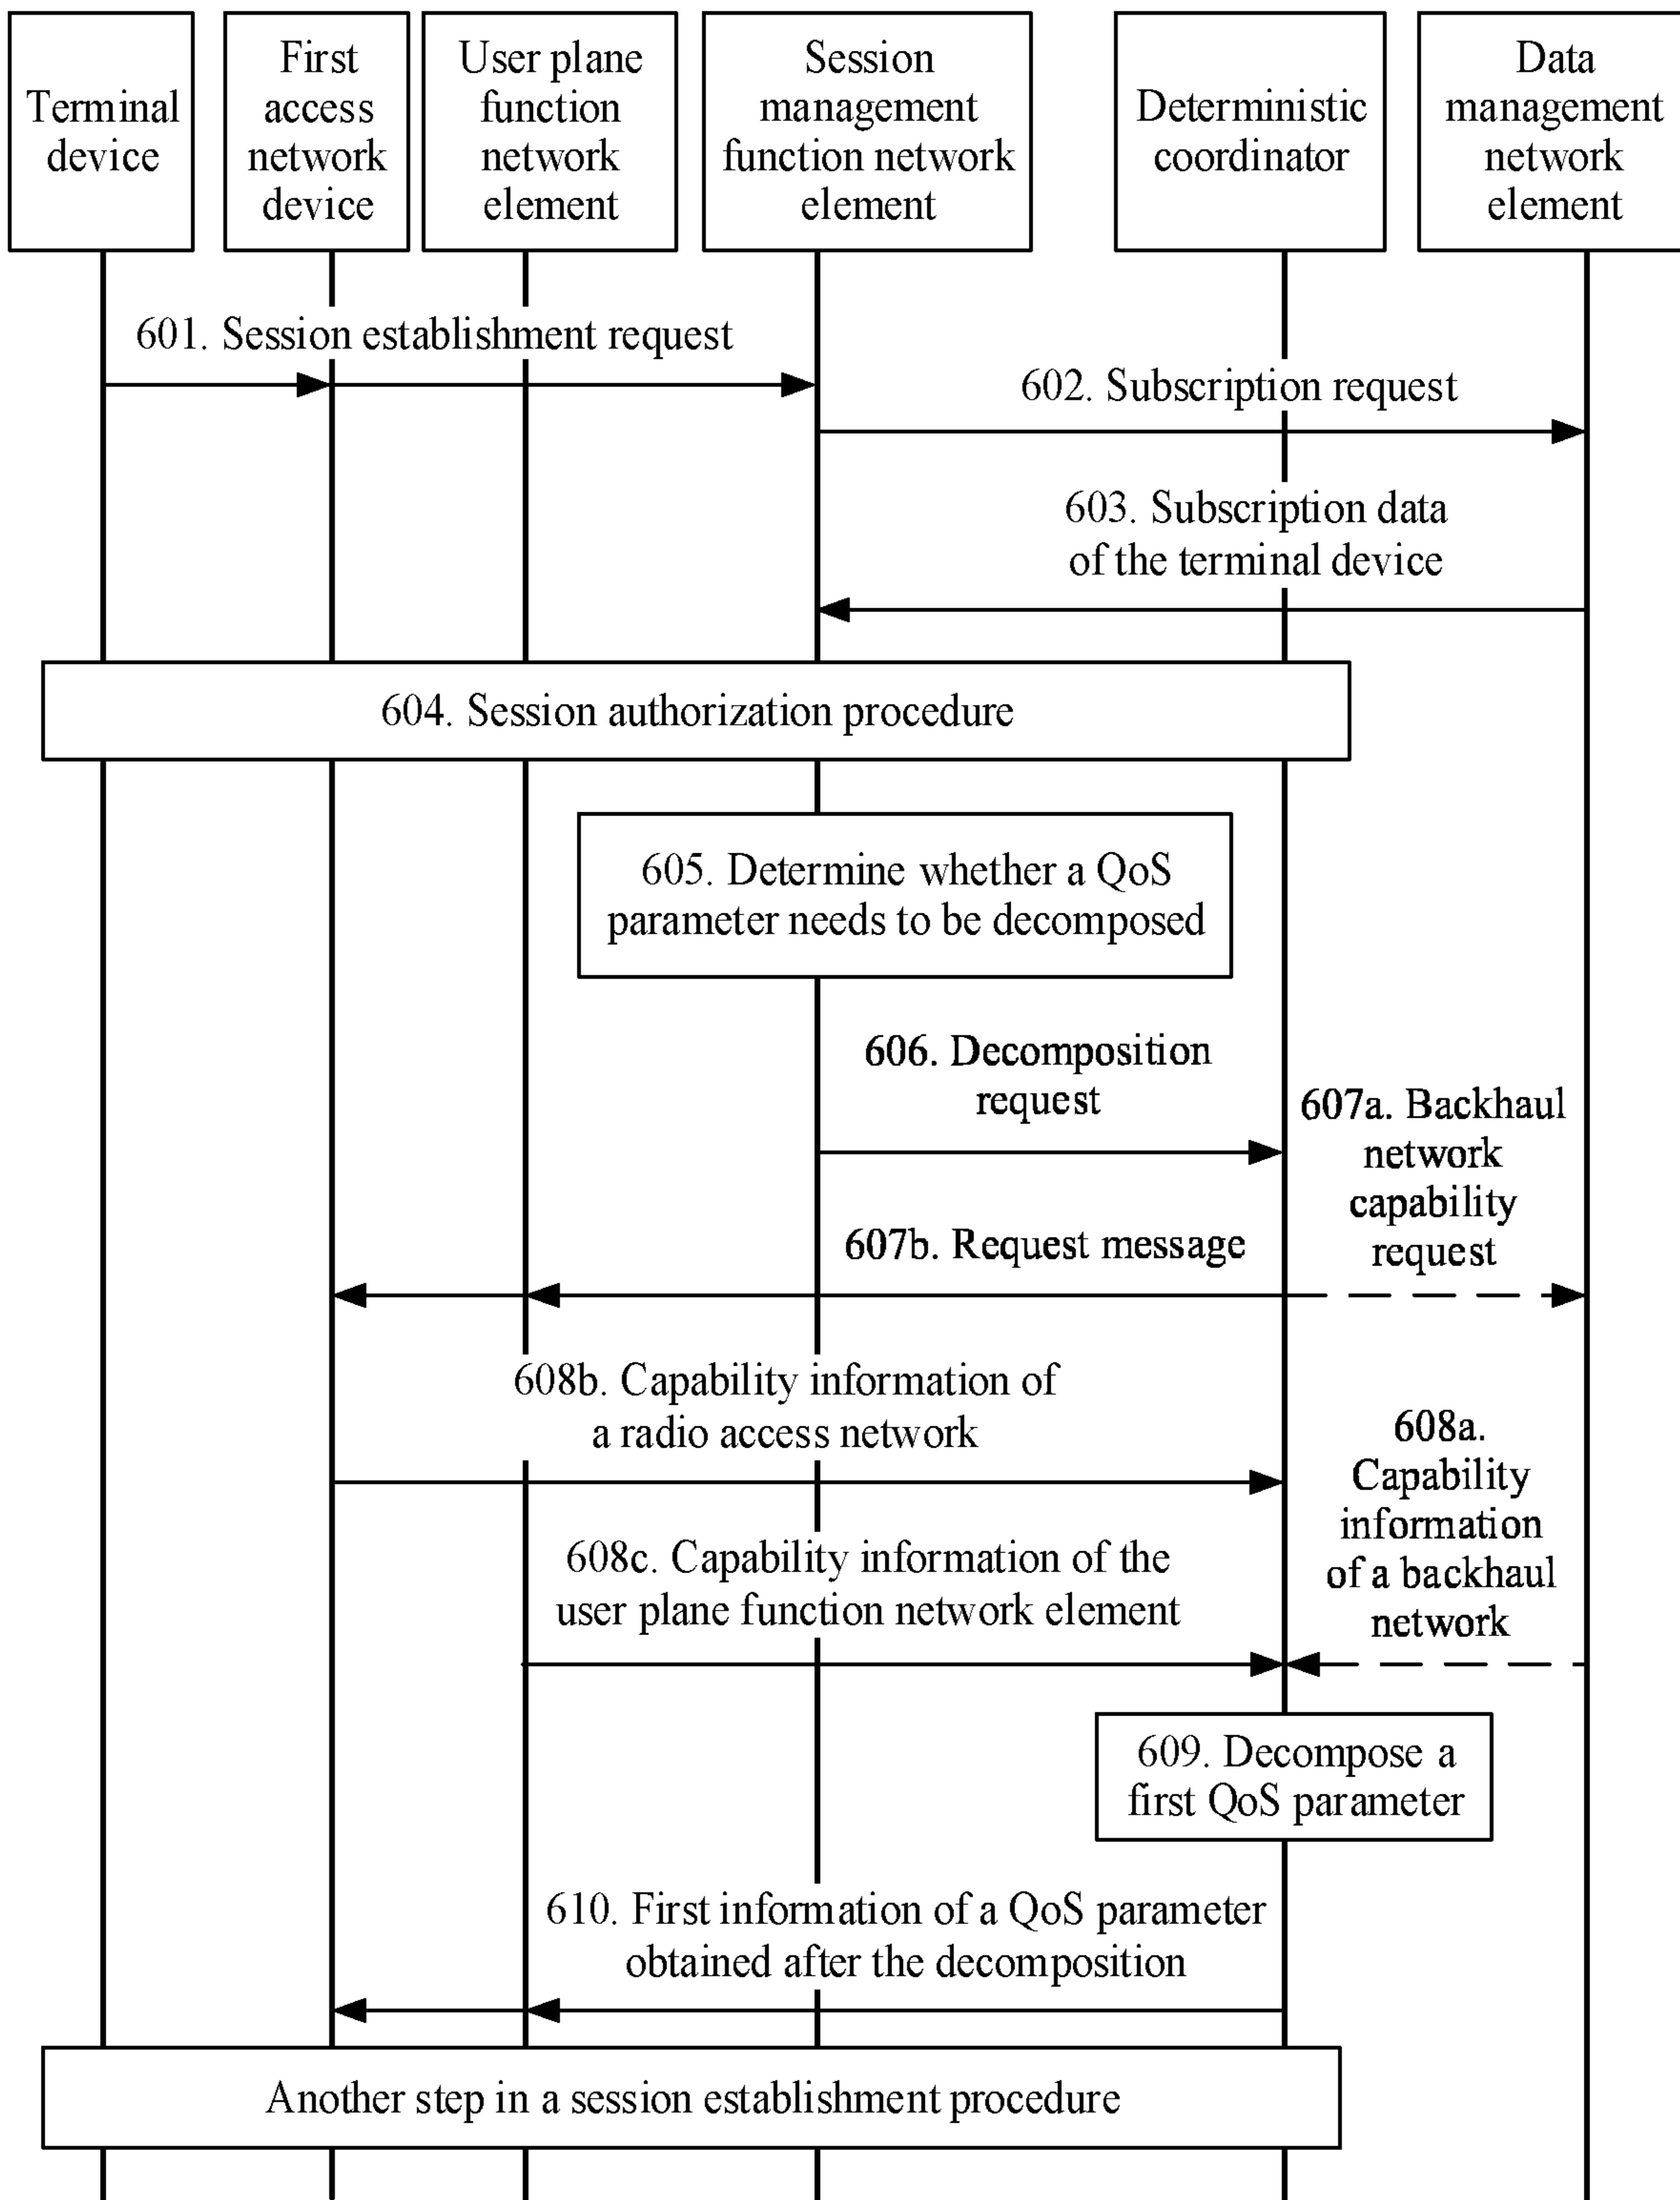 Terminal
device
First
access
network
device
User plane
function
network
element
Session
management
function network
element
Deterministic
coordinator
Data
management
network
element
601. Session establishment request
602. Subscription request
603. Subscription data
of the terminal device
604. Session authorization procedure
605. Determine whether a QoS
parameter needs to be decomposed
606. Decomposition
request
607a. Backhaul
network
capability
request
607b. Request message
608b. Capability information of
a radio access network
608a.
Capability
information
of a backhaul
network
608c. Capability information of the
user plane function network element
609. Decompose a
first QoS parameter
610. First information of a QoS parameter
obtained after the decomposition
Another step in a session establishment procedure